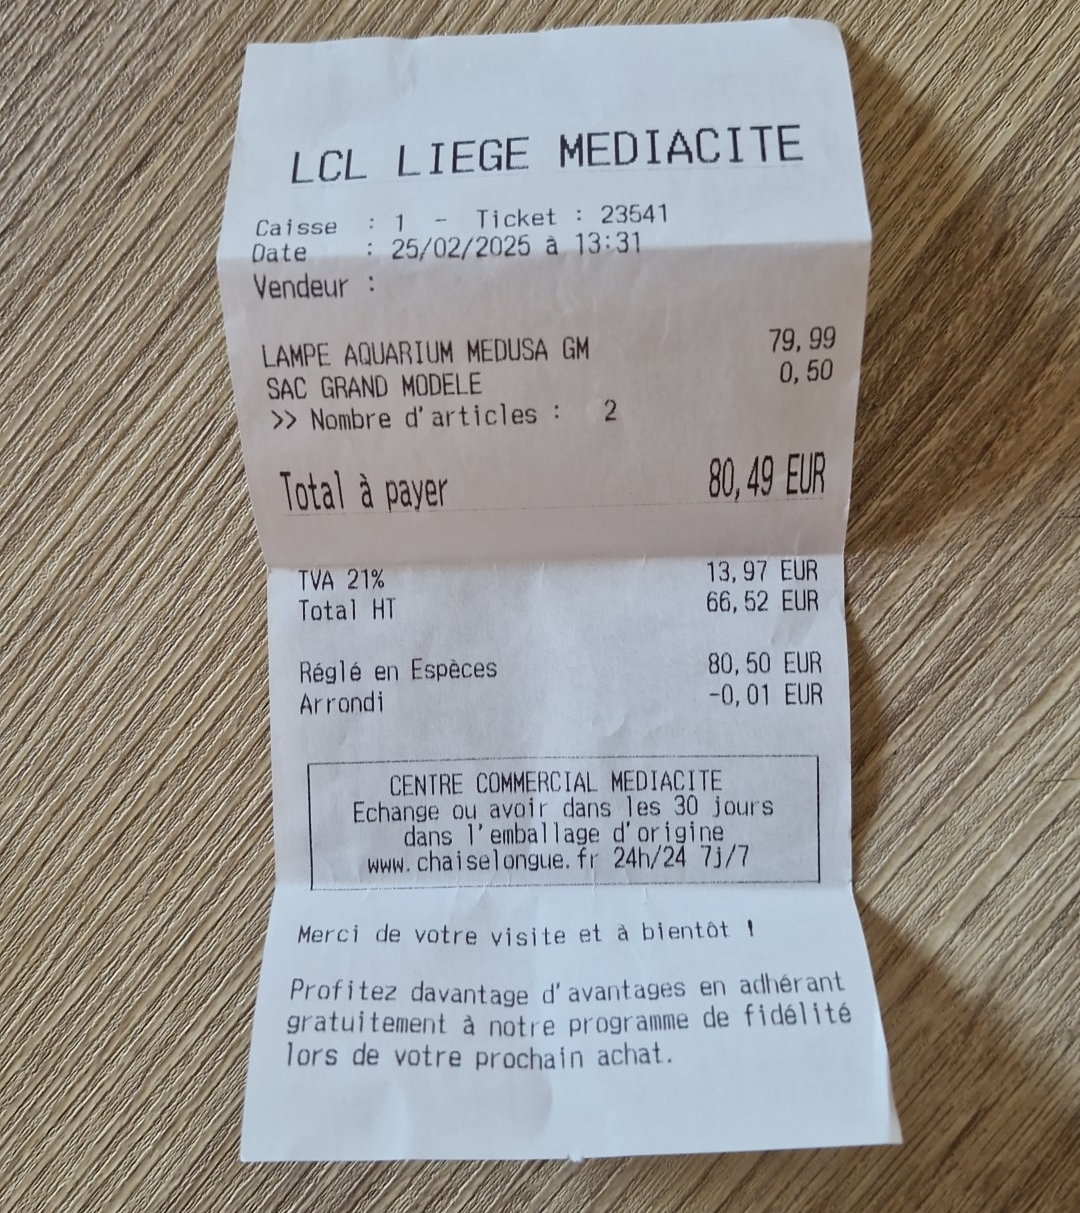 LCL LIEGE MEDIACITE
Caisse : 1 - Ticket : 23541
Date : 25/02/2025 à 13:31
Vendeur :
LAMPE AQUARIUM MEDUSA GM 79,99
SAC GRAND MODELE 0,50
>> Nombre d'articles : 2
Total à payer 80,49 EUR
TVA 21% 13,97 EUR
Total HT 66,52 EUR
Réglé en Espèces 80,50 EUR
Arrondi -0,01 EUR
CENTRE COMMERCIAL MEDIACITE
Echange ou avoir dans les 30 jours
dans l'emballage d'origine
www.chaiselongue.fr 24h/24 7j/7
Merci de votre visite et à bientôt !
Profitez davantage d'avantages en adhérant
gratuitement à notre programme de fidélité
lors de votre prochain achat.